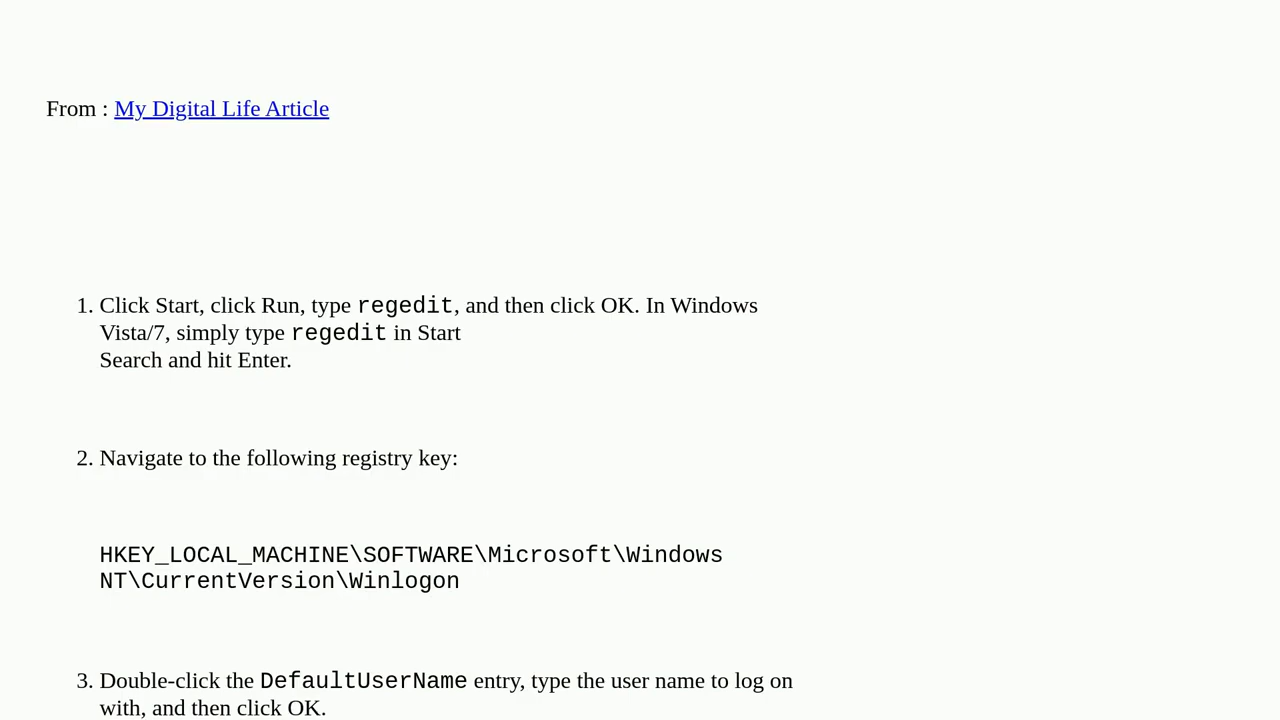 From : My Digital Life Article
1. Click Start, click Run, type regedit, and then click OK. In Windows
Vista/7, simply type regedit in Start
Search and hit Enter.
2. Navigate to the following registry key:
HKEY_LOCAL_MACHINE\SOFTWARE\Microsoft\Windows
NT\CurrentVersion\Winlogon
3. Double-click the DefaultUserName entry, type the user name to log on
with, and then click OK.